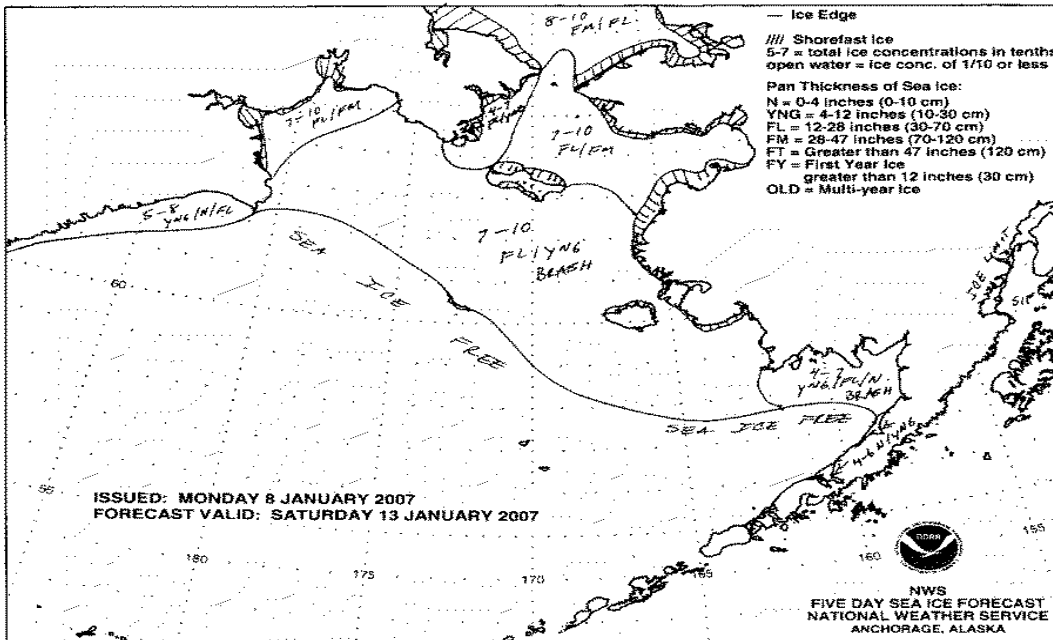 — Ice Edge
//// Shorefast Ice
5-7 = total ice concentrations in tenths
open water = ice conc. of 1/10 or less
Pan Thickness of Sea Ice:
N = 0-4 inches (0-10 cm)
YNG = 4-12 inches (10-30 cm)
FL = 12-28 inches (30-70 cm)
FM = 28-47 inches (70-120 cm)
FT = Greater than 47 inches (120 cm)
FY = First Year Ice
greater than 12 inches (30 cm)
OLD = Multi-year Ice
8-10
FM/FL
7-10
FL/FM
4-7
7-10
FL/FM
5-8
YNG/N/FL
7-10
FL/YNG
BRASH
SEA
ICE
FREE
60
4-7
YNG/FL/N
BRASH
SEA ICE FREE
4-6 N/YNG
55
ISSUED: MONDAY 8 JANUARY 2007
FORECAST VALID: SATURDAY 13 JANUARY 2007
180
175
170
165
160
155
NWS
FIVE DAY SEA ICE FORECAST
NATIONAL WEATHER SERVICE
ANCHORAGE, ALASKA